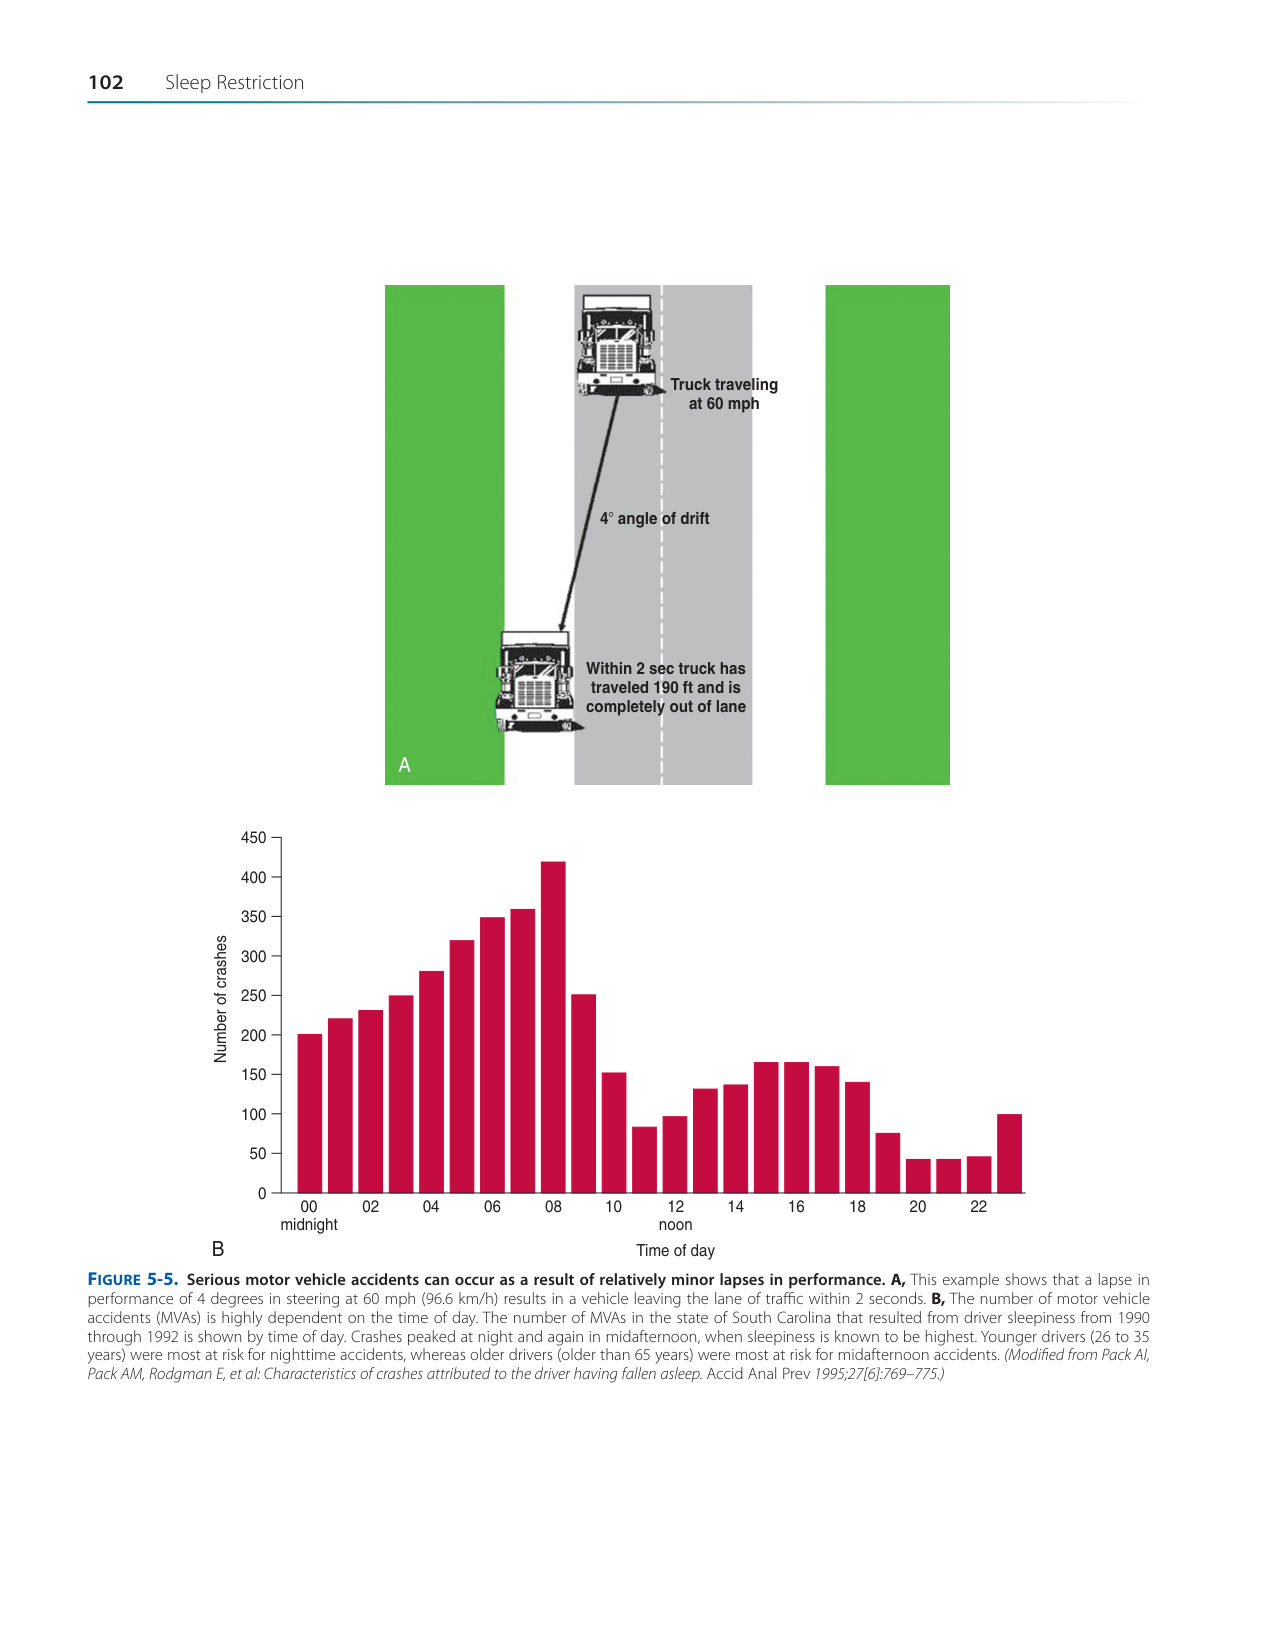 102 Sleep Restriction
Truck traveling
at 60 mph
4° angle of drift
Within 2 sec truck has
traveled 190 ft and is
completely out of lane
A
450
400
350
300
250
200
150
100
50
0
Number of crashes
00 02 04 06 08 10 12 14 16 18 20 22
midnight noon
Time of day
B
FIGURE 5-5. Serious motor vehicle accidents can occur as a result of relatively minor lapses in performance. A, This example shows that a lapse in
performance of 4 degrees in steering at 60 mph (96.6 km/h) results in a vehicle leaving the lane of traffic within 2 seconds. B, The number of motor vehicle
accidents (MVAs) is highly dependent on the time of day. The number of MVAs in the state of South Carolina that resulted from driver sleepiness from 1990
through 1992 is shown by time of day. Crashes peaked at night and again in midafternoon, when sleepiness is known to be highest. Younger drivers (26 to 35
years) were most at risk for nighttime accidents, whereas older drivers (older than 65 years) were most at risk for midafternoon accidents. (Modified from Pack AI,
Pack AM, Rodgman E, et al: Characteristics of crashes attributed to the driver having fallen asleep. Accid Anal Prev 1995;27[6]:769–775.)